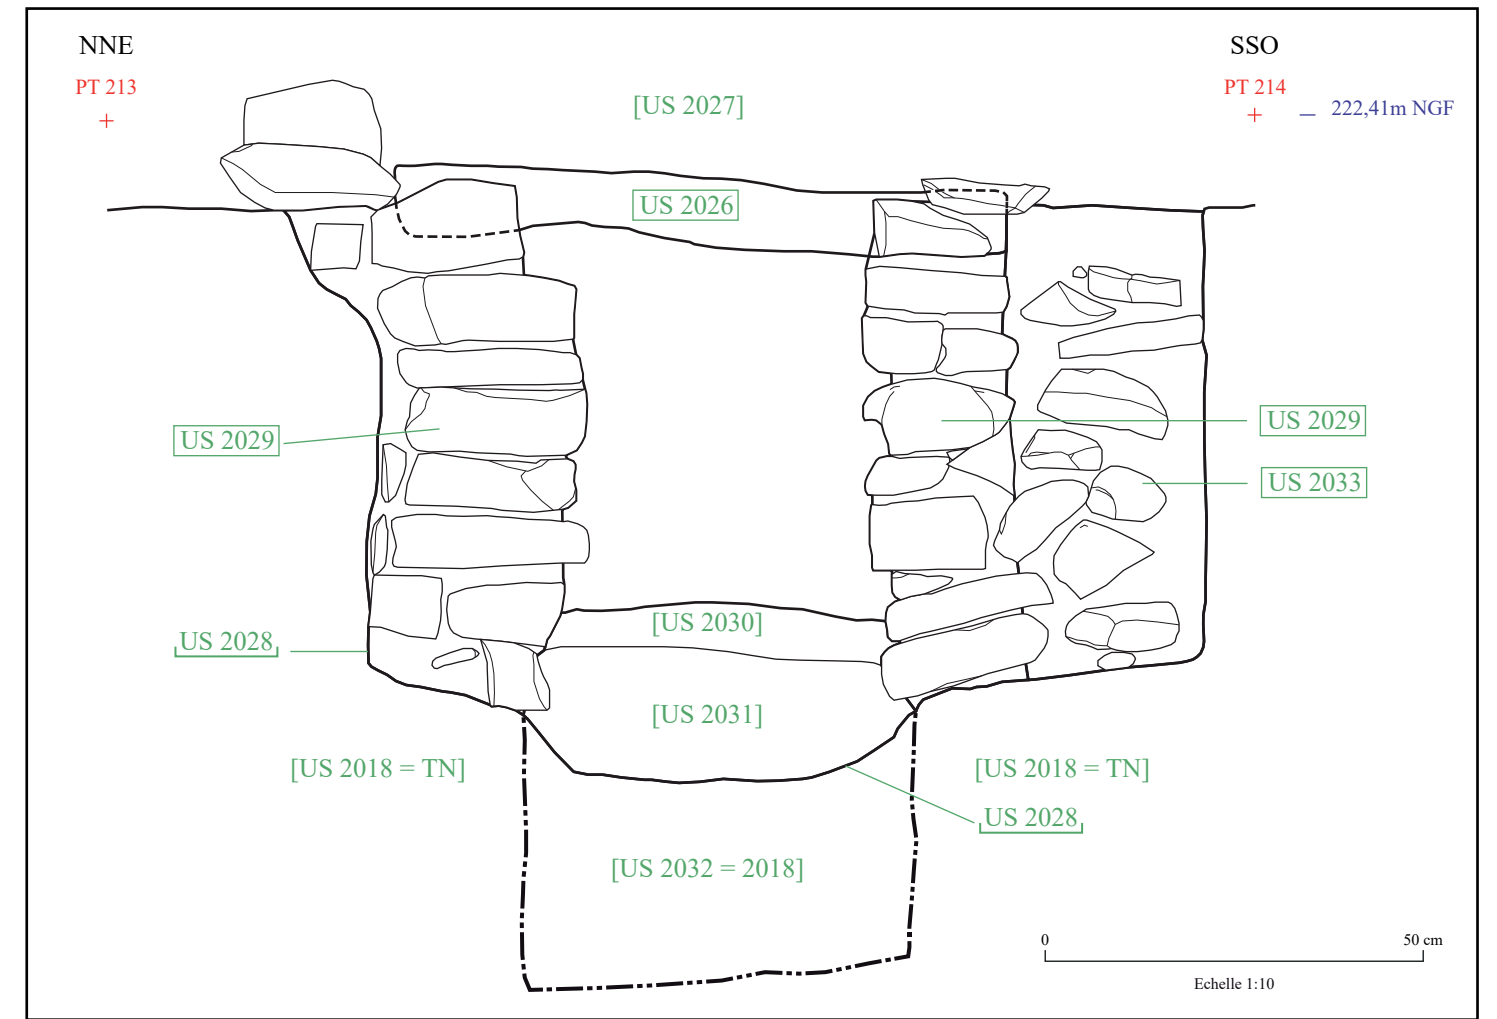 NNE
SSO
PT 213
PT 214
222,41m NGF
[US 2027]
US 2026
US 2029
US 2029
US 2033
[US 2030]
US 2028
[US 2031]
[US 2018 = TN]
[US 2018 = TN]
US 2028
[US 2032 = 2018]
0
50 cm
Echelle 1:10